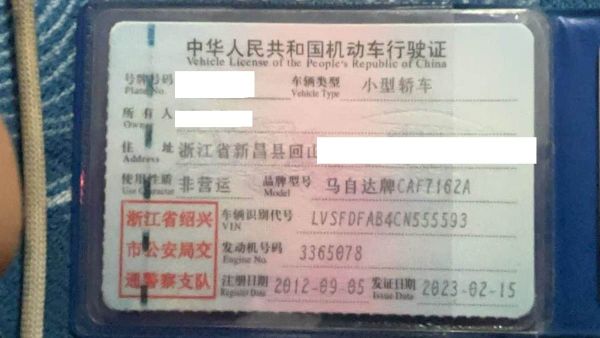 中华人民共和国机动车行驶证
Vehicle License of the People's Republic of China
号牌号码 车辆类型 小型轿车
Plate No. Vehicle Type
所有人
Owner
住址 浙江省新昌县回山
Address
使用性质 非营运 品牌型号 马自达牌CAF7162A
Use Character Model
浙江省绍兴 车辆识别代号 LVSFDFAB4CN555593
VIN
市公安局交 发动机号码 3365078
Engine No.
通警察支队 注册日期 2012-09-05 发证日期 2023-02-15
Register Date Issue Date